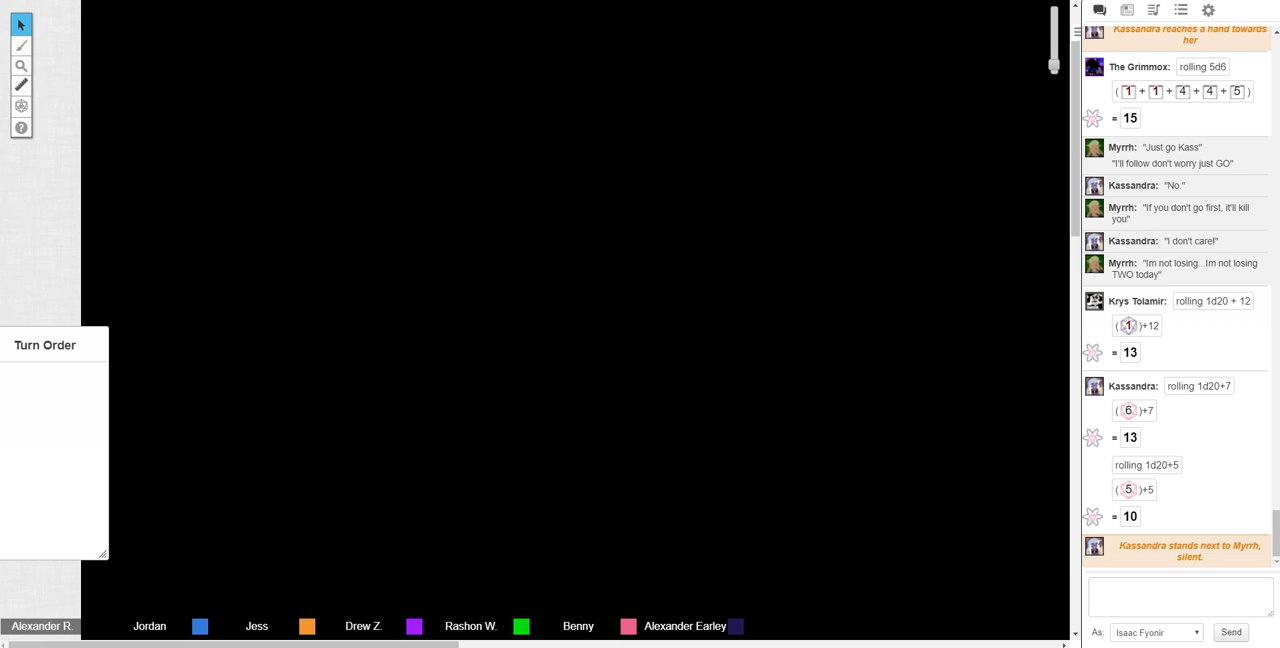 Kassandra reaches a hand towards
her
The Grimmox: rolling 5d6
( 1 + 1 + 4 + 4 + 5 )
= 15
Myrrh: "Just go Kass"
"I'll follow don't worry just GO"
Kassandra: "No."
Myrrh: "If you don't go first, it'll kill
you"
Kassandra: "I don't care!"
Myrrh: "Im not losing...Im not losing
TWO today"
Krys Tolamir: rolling 1d20 + 12
( 1 )+12
= 13
Kassandra: rolling 1d20+7
( 6 )+7
= 13
rolling 1d20+5
( 5 )+5
= 10
Kassandra stands next to Myrrh,
silent.
As: Isaac Fyonir Send
Turn Order
Alexander R. Jordan Jess Drew Z. Rashon W. Benny Alexander Earley